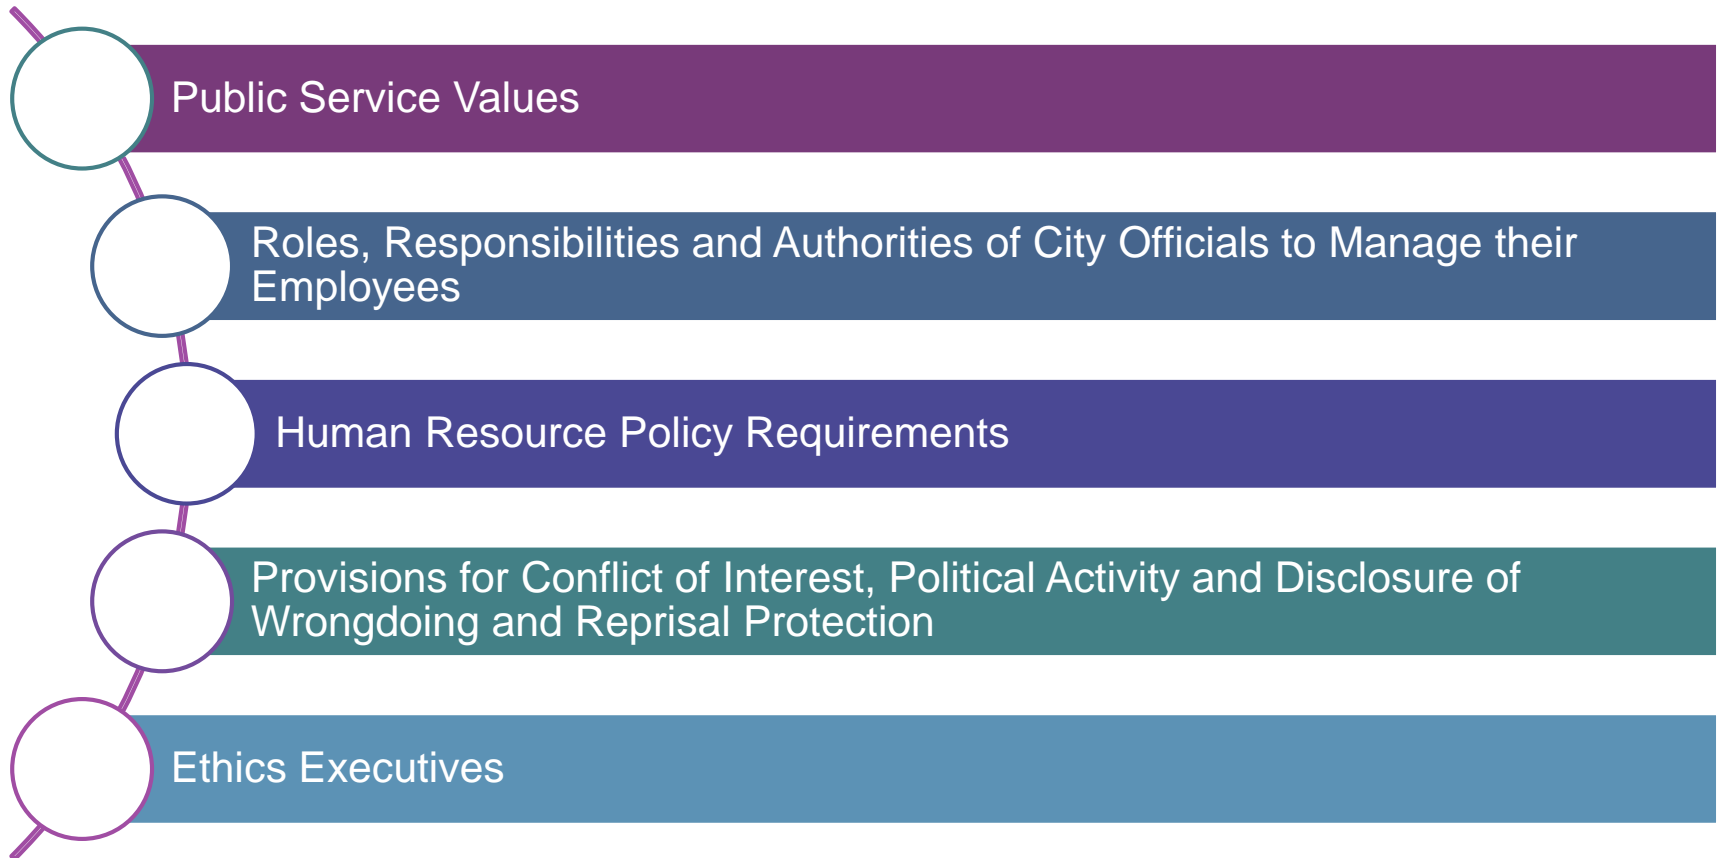 Public Service Values
Roles, Responsibilities and Authorities of City Officials to Manage their
Employees
Human Resource Policy Requirements
Provisions for Conflict of Interest, Political Activity and Disclosure of
Wrongdoing and Reprisal Protection
Ethics Executives